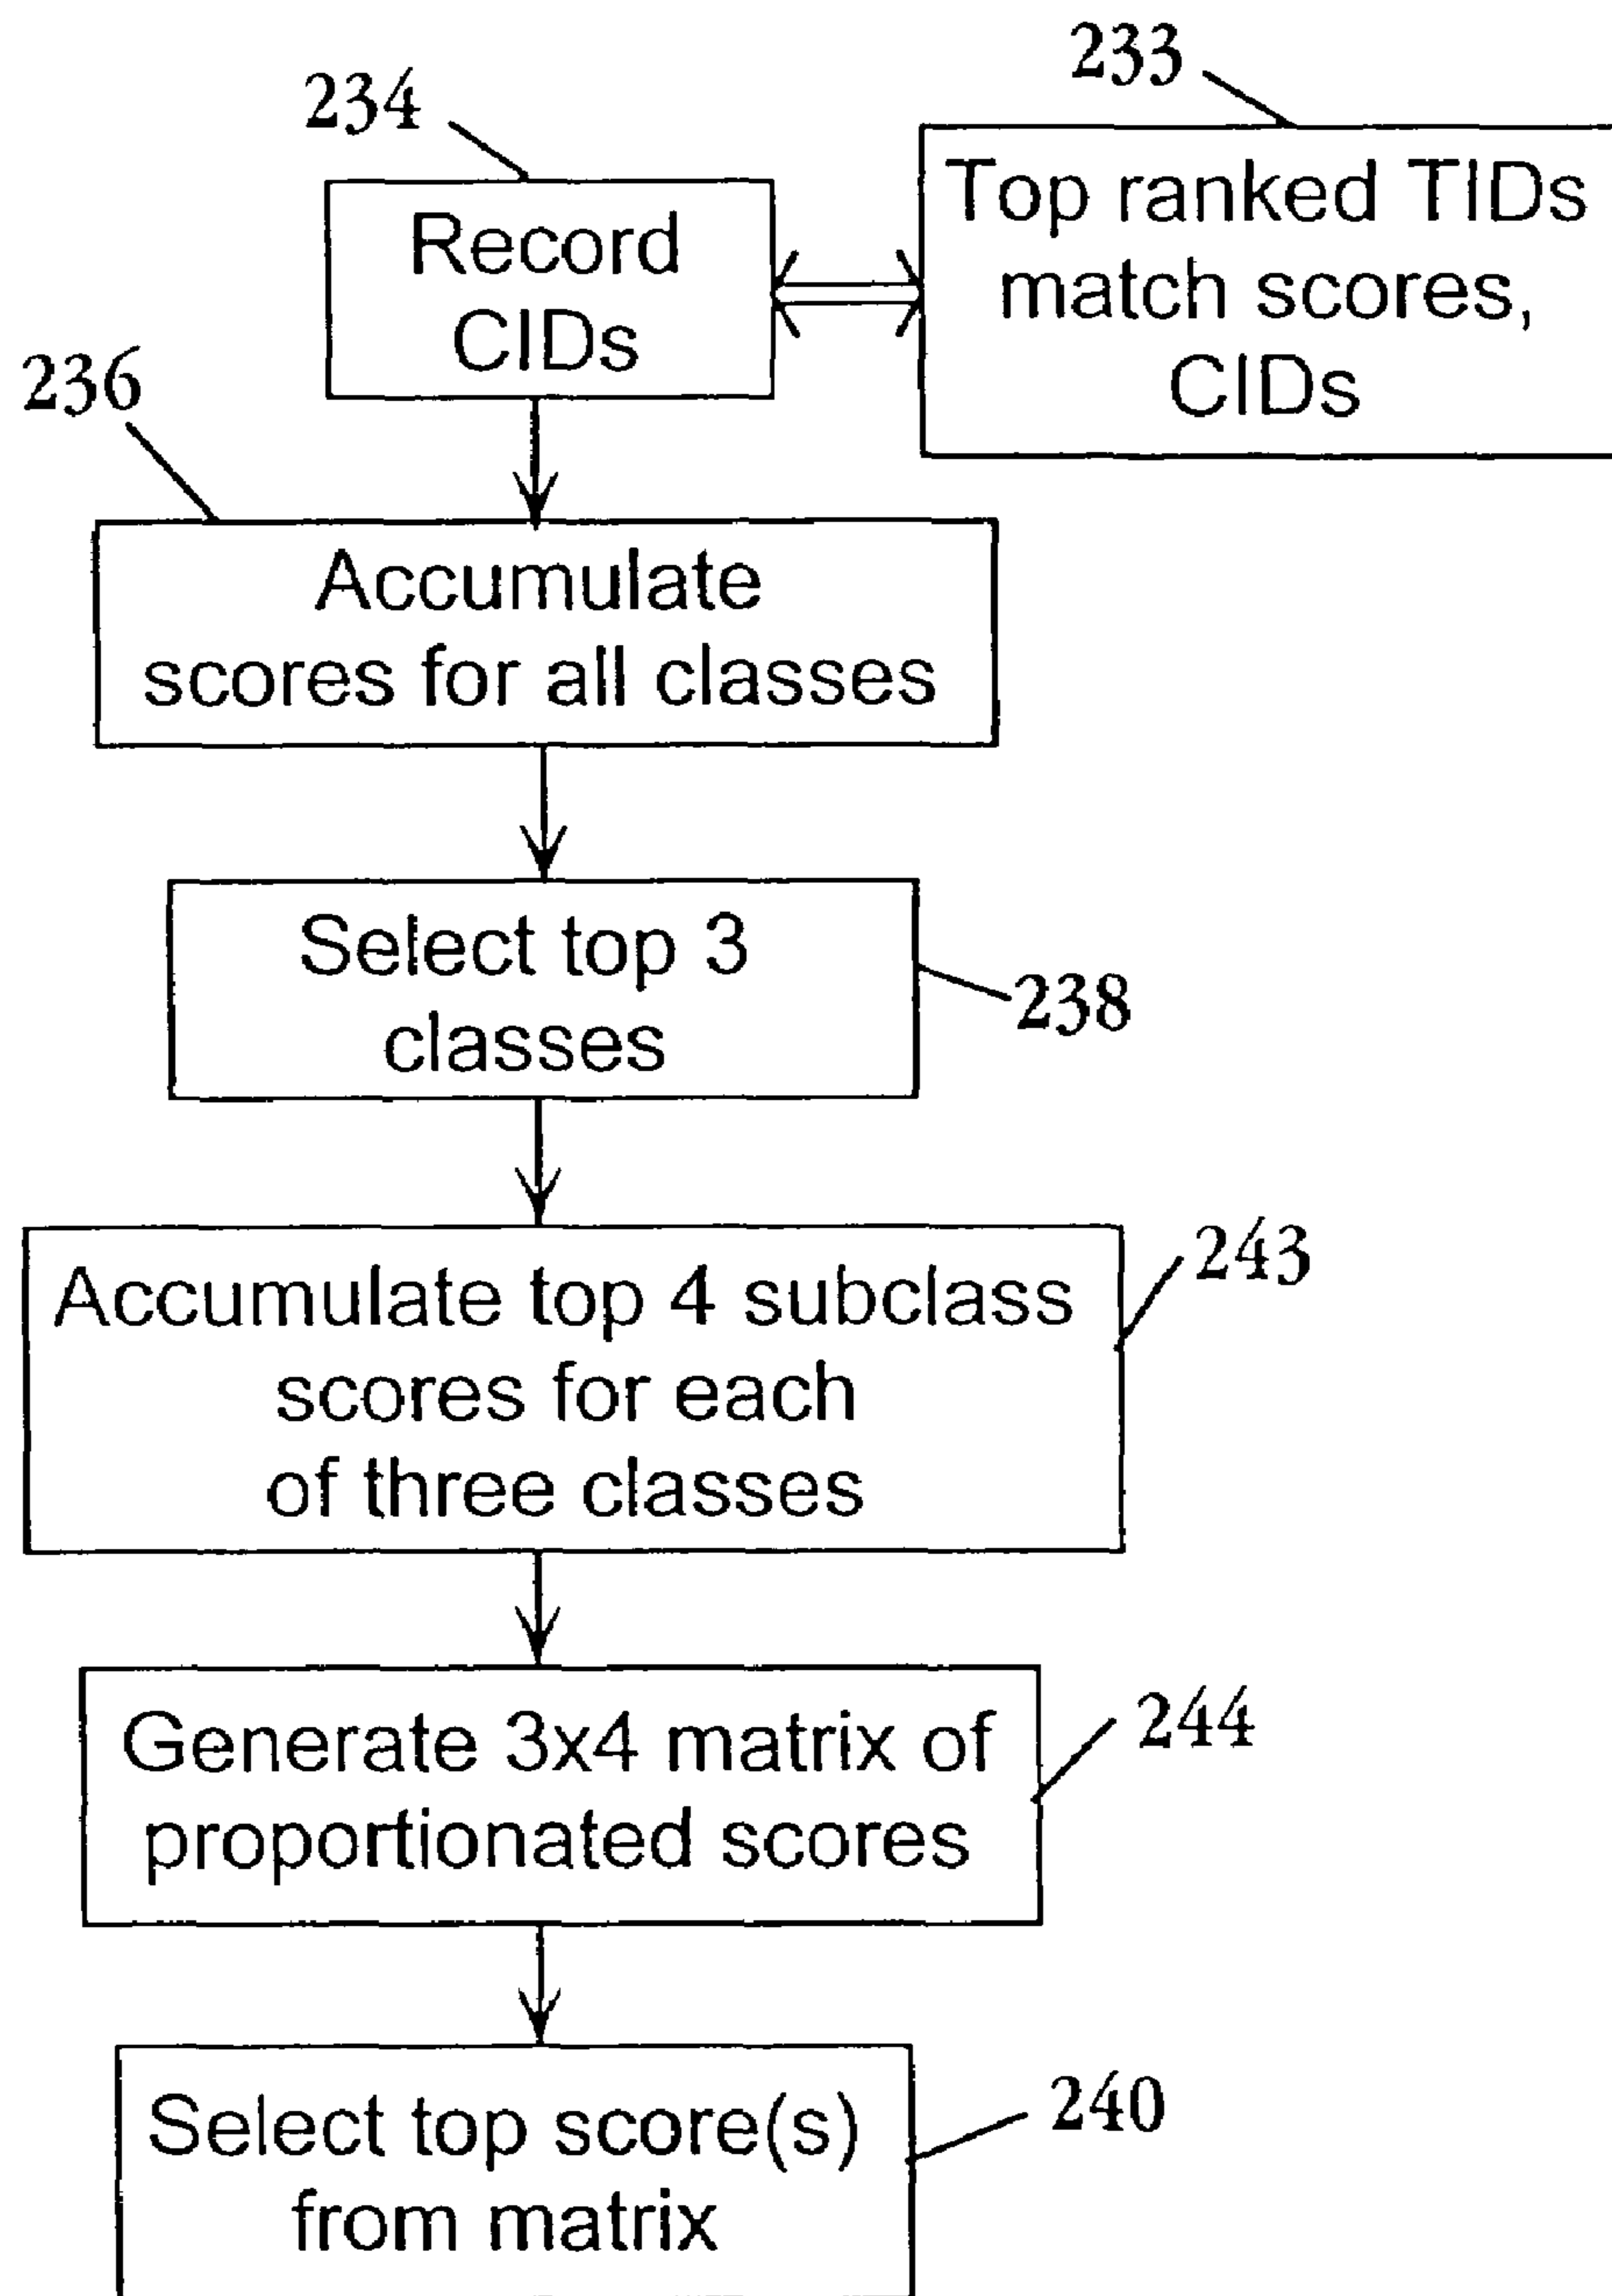 233
234
Top ranked TIDs
match scores,
CIDs
Record
CIDs
236
Accumulate
scores for all classes
Select top 3
classes
238
Accumulate top 4 subclass
scores for each
of three classes
243
Generate 3x4 matrix of
proportionated scores
244
Select top score(s)
from matrix
240